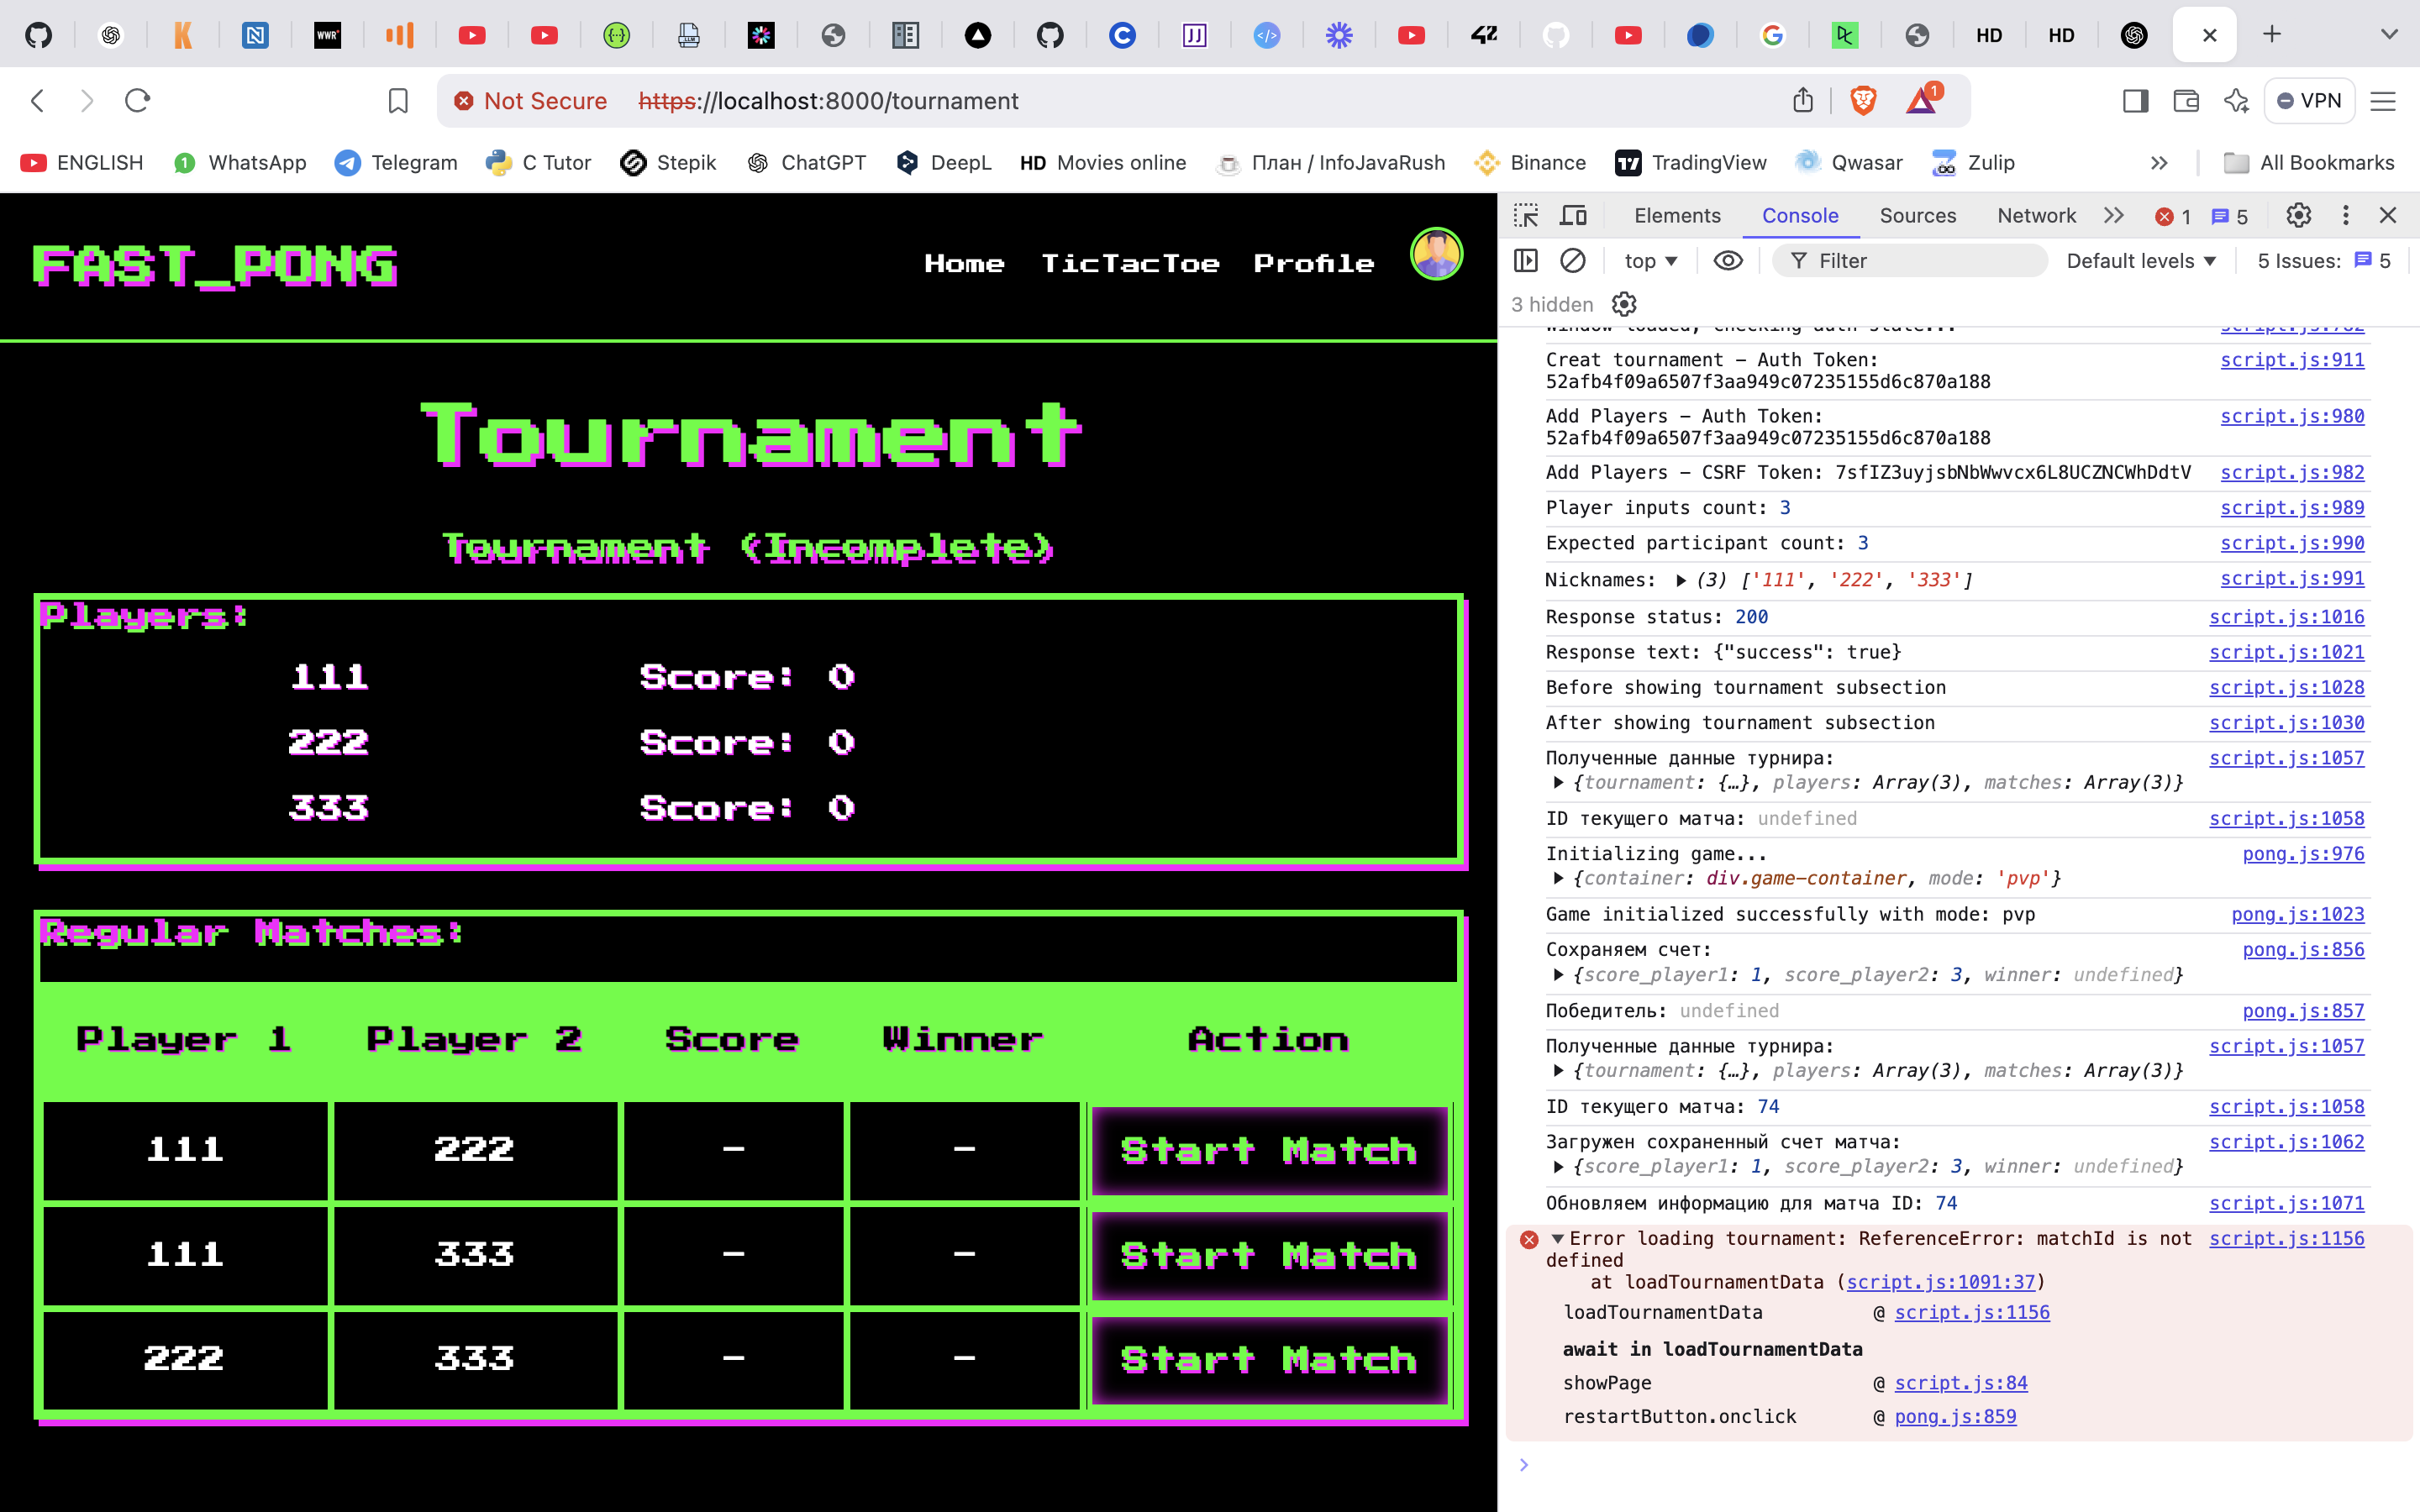 WWR
42
HD
HD
Not Secure https://localhost:8000/tournament
1
VPN
ENGLISH
1 WhatsApp
Telegram
C Tutor
Stepik
ChatGPT
DeepL
HD Movies online
План / InfoJavaRush
Binance
TradingView
Qwasar
Zulip
All Bookmarks
FAST_PONG
Home TicTacToe Profile
Tournament
Tournament (Incomplete)
Players:
111 Score: 0
222 Score: 0
333 Score: 0
Regular Matches:
Player 1 Player 2 Score Winner Action
111 222 – – Start Match
111 333 – – Start Match
222 333 – – Start Match
Elements Console Sources Network 1 5
top Filter Default levels 5 Issues: 5
3 hidden
Window loaded, checking auth state... script.js:782
Creat tournament – Auth Token: script.js:911
52afb4f09a6507f3aa949c07235155d6c870a188
Add Players – Auth Token: script.js:980
52afb4f09a6507f3aa949c07235155d6c870a188
Add Players – CSRF Token: 7sfIZ3uyjsbNbWwvcx6L8UCZNCWhDdtV script.js:982
Player inputs count: 3 script.js:989
Expected participant count: 3 script.js:990
Nicknames: (3) ['111', '222', '333'] script.js:991
Response status: 200 script.js:1016
Response text: {"success": true} script.js:1021
Before showing tournament subsection script.js:1028
After showing tournament subsection script.js:1030
Полученные данные турнира: script.js:1057
{tournament: {…}, players: Array(3), matches: Array(3)}
ID текущего матча: undefined script.js:1058
Initializing game... pong.js:976
{container: div.game-container, mode: 'pvp'}
Game initialized successfully with mode: pvp pong.js:1023
Сохраняем счет: pong.js:856
{score_player1: 1, score_player2: 3, winner: undefined}
Победитель: undefined pong.js:857
Полученные данные турнира: script.js:1057
{tournament: {…}, players: Array(3), matches: Array(3)}
ID текущего матча: 74 script.js:1058
Загружен сохраненный счет матча: script.js:1062
{score_player1: 1, score_player2: 3, winner: undefined}
Обновляем информацию для матча ID: 74 script.js:1071
Error loading tournament: ReferenceError: matchId is not script.js:1156
defined
at loadTournamentData (script.js:1091:37)
loadTournamentData @ script.js:1156
await in loadTournamentData
showPage @ script.js:84
restartButton.onclick @ pong.js:859